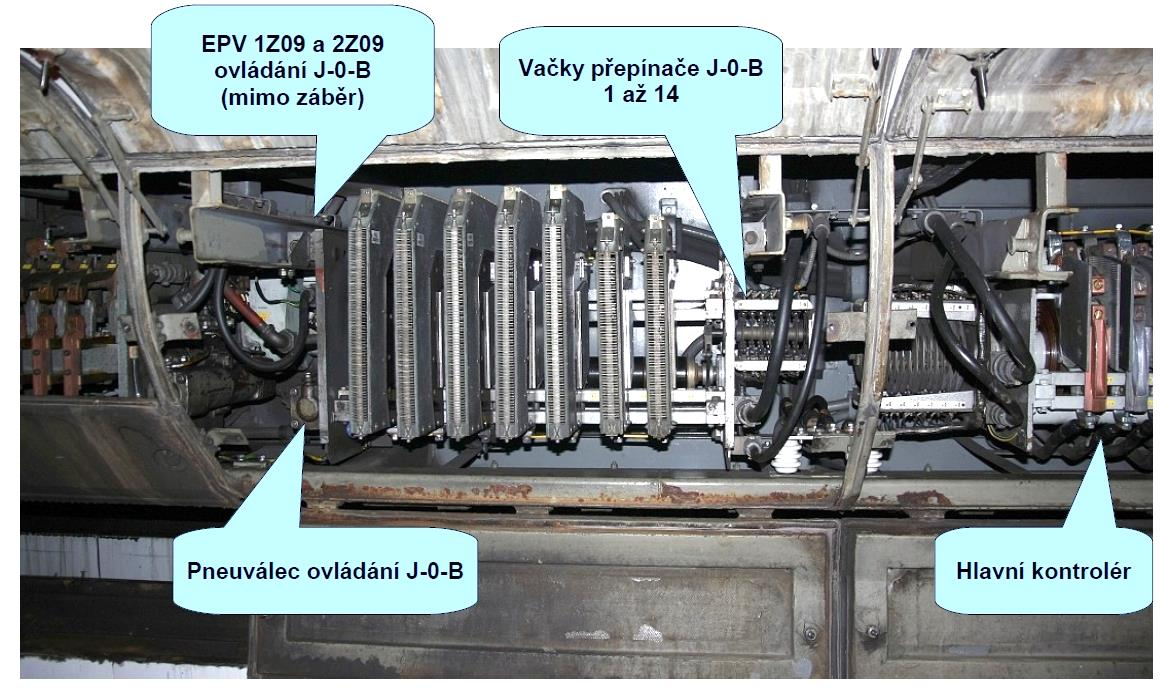 EPV 1Z09 a 2Z09
ovládání J-0-B
(mimo záběr)
Vačky přepínače J-0-B
1 až 14
Pneuválec ovládání J-0-B
Hlavní kontrolér